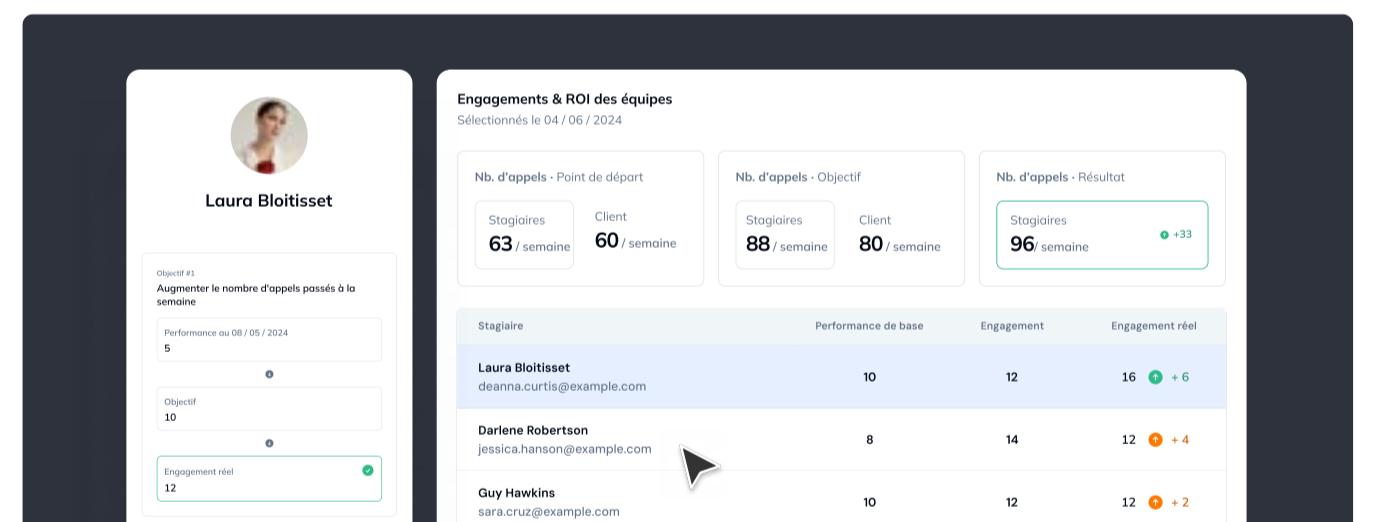 Laura Bloitisset
Objectif #1
Augmenter le nombre d'appels passés à la
semaine
Performance au 08 / 05 / 2024
5
Objectif
10
Engagement réel
12
Engagements & ROI des équipes
Sélectionnés le 04 / 06 / 2024
Nb. d'appels · Point de départ
Stagiaires
63 / semaine
Client
60 / semaine
Nb. d'appels · Objectif
Stagiaires
88 / semaine
Client
80 / semaine
Nb. d'appels · Résultat
Stagiaires
96/ semaine
+33
Stagiaire Performance de base Engagement Engagement réel
Laura Bloitisset
deanna.curtis@example.com
10 12 16 + 6
Darlene Robertson
jessica.hanson@example.com
8 14 12 + 4
Guy Hawkins
sara.cruz@example.com
10 12 12 + 2